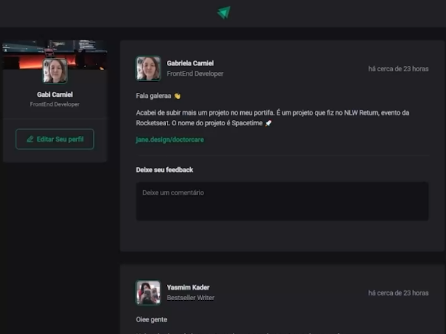 Gabi Camiel
FrontEnd Developer
Editar Seu perfil
Gabriela Camiel
FrontEnd Developer
há cerca de 23 horas
Fala galeraa 👋
Acabei de subir mais um projeto no meu portifa. É um projeto que fiz no NLW Return, evento da
Rocketseat. O nome do projeto é Spacetime 🚀
jane.design/doctorcare
Deixe seu feedback
Deixe um comentário
Yasmim Kader
Bestseller Writer
há cerca de 23 horas
Oiee gente